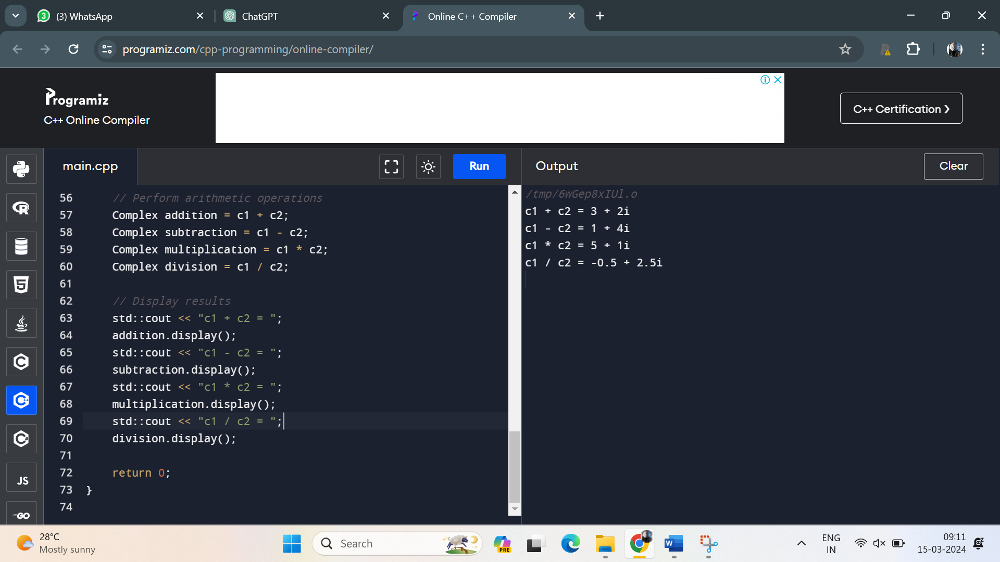 (3) WhatsApp
ChatGPT
Online C++ Compiler
programiz.com/cpp-programming/online-compiler/
Programiz
C++ Online Compiler
C++ Certification ❯
main.cpp
Run
Output
Clear
56 // Perform arithmetic operations
57 Complex addition = c1 + c2;
58 Complex subtraction = c1 - c2;
59 Complex multiplication = c1 * c2;
60 Complex division = c1 / c2;
61
62 // Display results
63 std::cout << "c1 + c2 = ";
64 addition.display();
65 std::cout << "c1 - c2 = ";
66 subtraction.display();
67 std::cout << "c1 * c2 = ";
68 multiplication.display();
69 std::cout << "c1 / c2 = ";
70 division.display();
71
72 return 0;
73 }
74
/tmp/6wGep8xIUl.o
c1 + c2 = 3 + 2i
c1 - c2 = 1 + 4i
c1 * c2 = 5 + 1i
c1 / c2 = -0.5 + 2.5i
JS
GO
28°C
Mostly sunny
Search
PRE
ENG
IN
09:11
15-03-2024